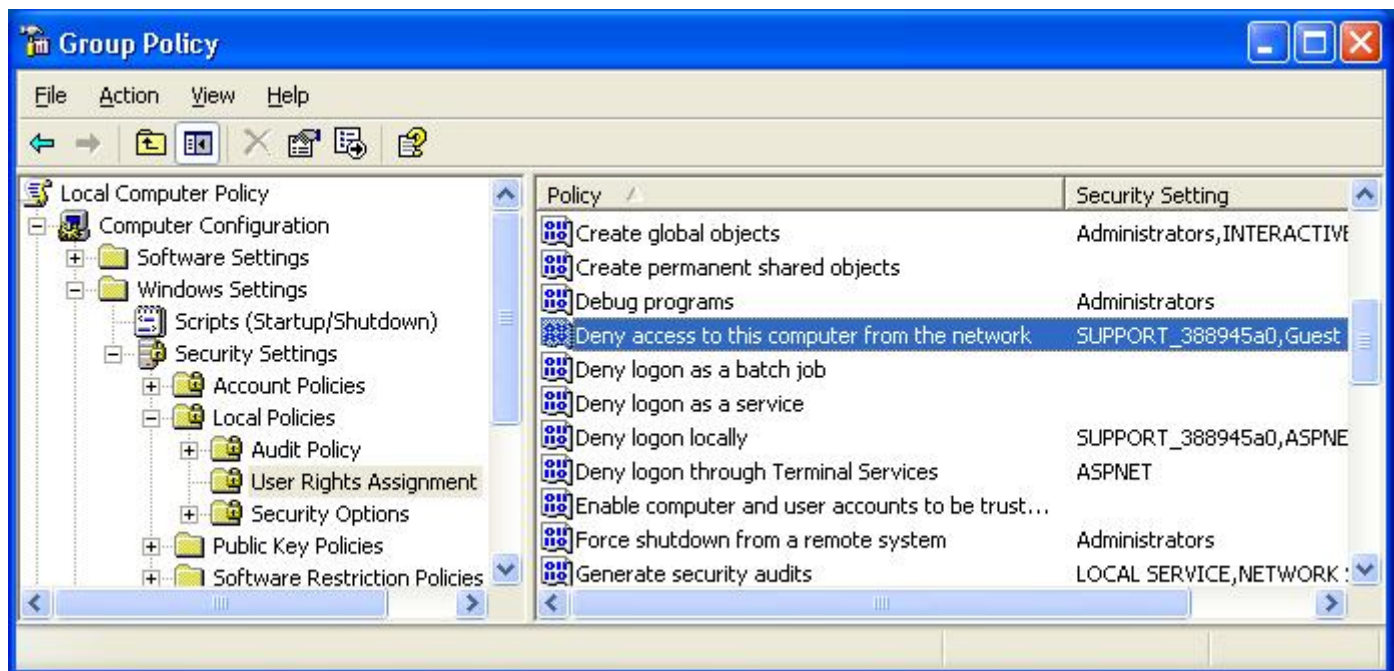 Group Policy
File Action View Help
Local Computer Policy
Computer Configuration
Software Settings
Windows Settings
Scripts (Startup/Shutdown)
Security Settings
Account Policies
Local Policies
Audit Policy
User Rights Assignment
Security Options
Public Key Policies
Software Restriction Policies
Policy Security Setting
Create global objects Administrators,INTERACTIVE
Create permanent shared objects
Debug programs Administrators
Deny access to this computer from the network SUPPORT_388945a0,Guest
Deny logon as a batch job
Deny logon as a service
Deny logon locally SUPPORT_388945a0,ASPNE
Deny logon through Terminal Services ASPNET
Enable computer and user accounts to be trust...
Force shutdown from a remote system Administrators
Generate security audits LOCAL SERVICE,NETWORK